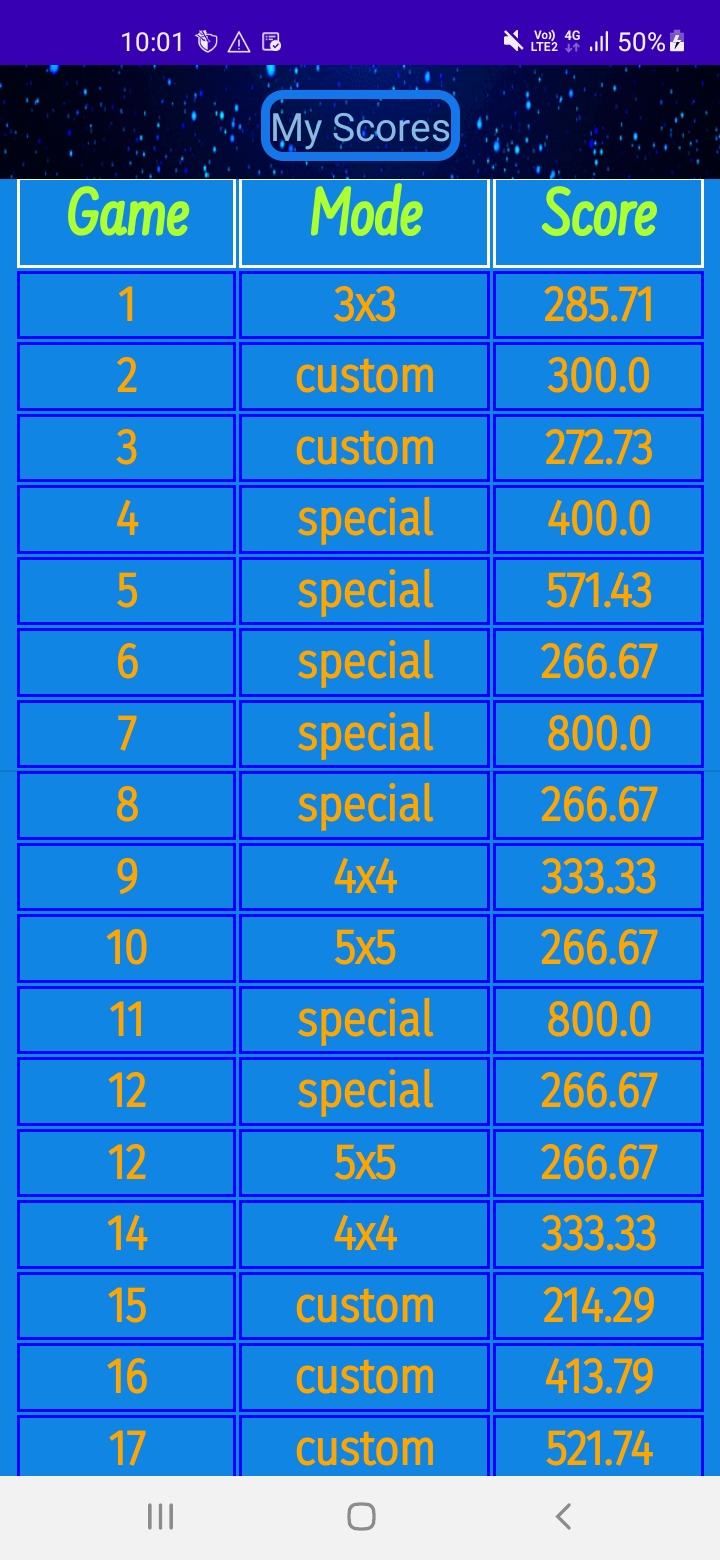 10:01 Vo)) LTE2 4G 50%
My Scores
Game Mode Score
1 3x3 285.71
2 custom 300.0
3 custom 272.73
4 special 400.0
5 special 571.43
6 special 266.67
7 special 800.0
8 special 266.67
9 4x4 333.33
10 5x5 266.67
11 special 800.0
12 special 266.67
12 5x5 266.67
14 4x4 333.33
15 custom 214.29
16 custom 413.79
17 custom 521.74